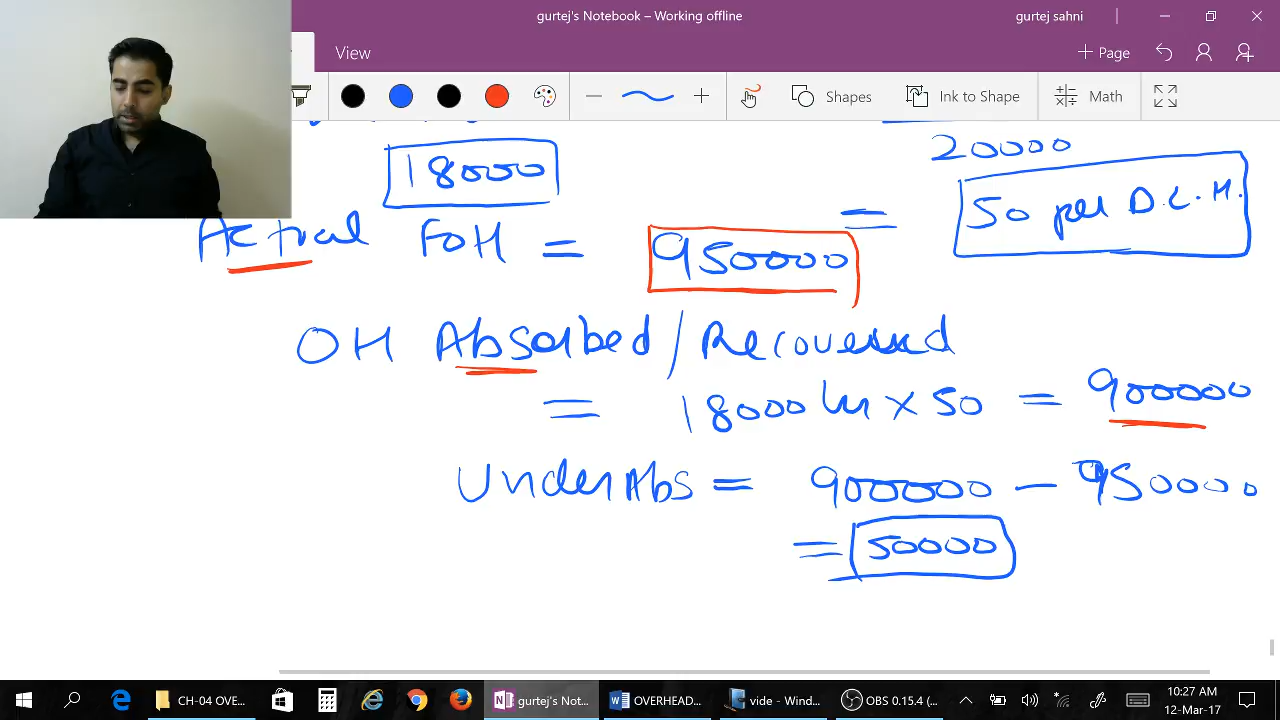 gurtej's Notebook – Working offline
gurtej sahni
View
Page
Shapes
Ink to Shape
Math
20000
18000
= 50 per D.L.H.
Actual FOH = 950000
OH Absorbed/Recovered
= 18000 hr x 50 = 900000
Under Abs = 900000 - 950000
= 50000
CH-04 OVE...
gurtej's Not...
OVERHEAD...
vide - Wind...
OBS 0.15.4 (...
10:27 AM
12-Mar-17